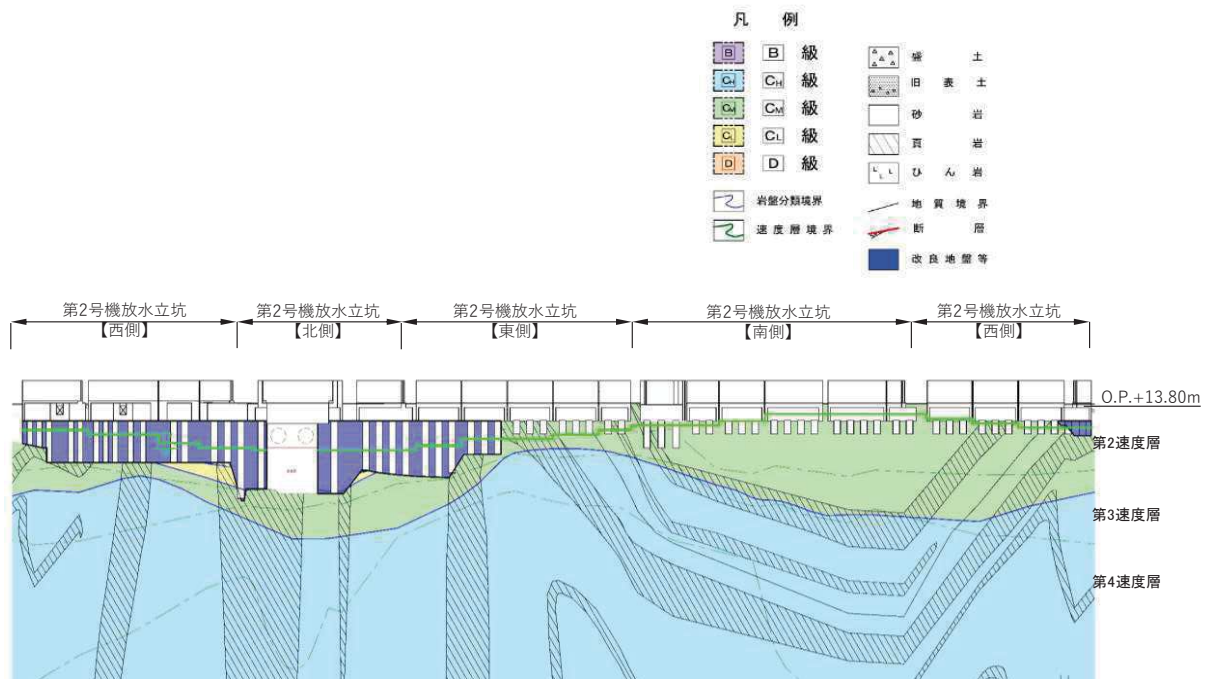 凡 例
B B 級
CH CH 級
CM CM 級
CL CL 級
D D 級
岩盤分類境界
速度層境界
盛 土
旧 表 土
砂 岩
頁 岩
ひ ん 岩
地 質 境 界
断 層
改 良 地 盤 等
第2号機放水立坑
【西側】
第2号機放水立坑
【北側】
第2号機放水立坑
【東側】
第2号機放水立坑
【南側】
第2号機放水立坑
【西側】
O.P.+13.80m
第2速度層
第3速度層
第4速度層